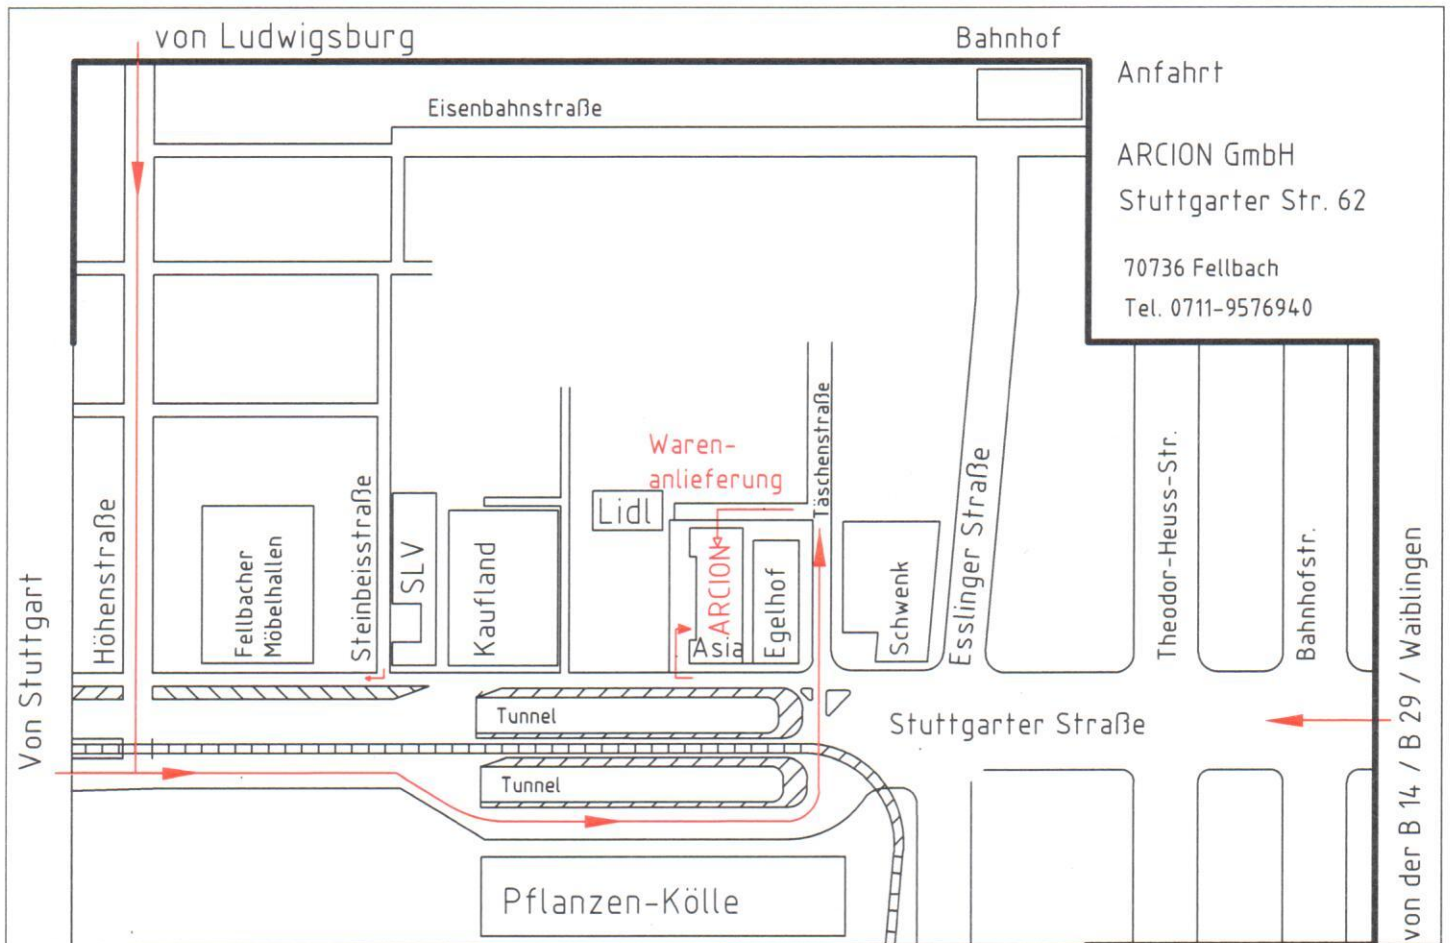 von Ludwigsburg
Bahnhof
Anfahrt
Eisenbahnstraße
ARCION GmbH
Stuttgarter Str. 62
70736 Fellbach
Tel. 0711-9576940
Waren-
anlieferung
Täschenstraße
Lidl
Höhenstraße
Fellbacher
Möbelhallen
Steinbeisstraße
SLV
Kaufland
ARCION
Asia
Egelhof
Schwenk
Esslinger Straße
Theodor-Heuss-Str.
Bahnhofstr.
Von Stuttgart
Tunnel
Stuttgarter Straße
Tunnel
von der B 14 / B 29 / Waiblingen
Pflanzen-Kölle